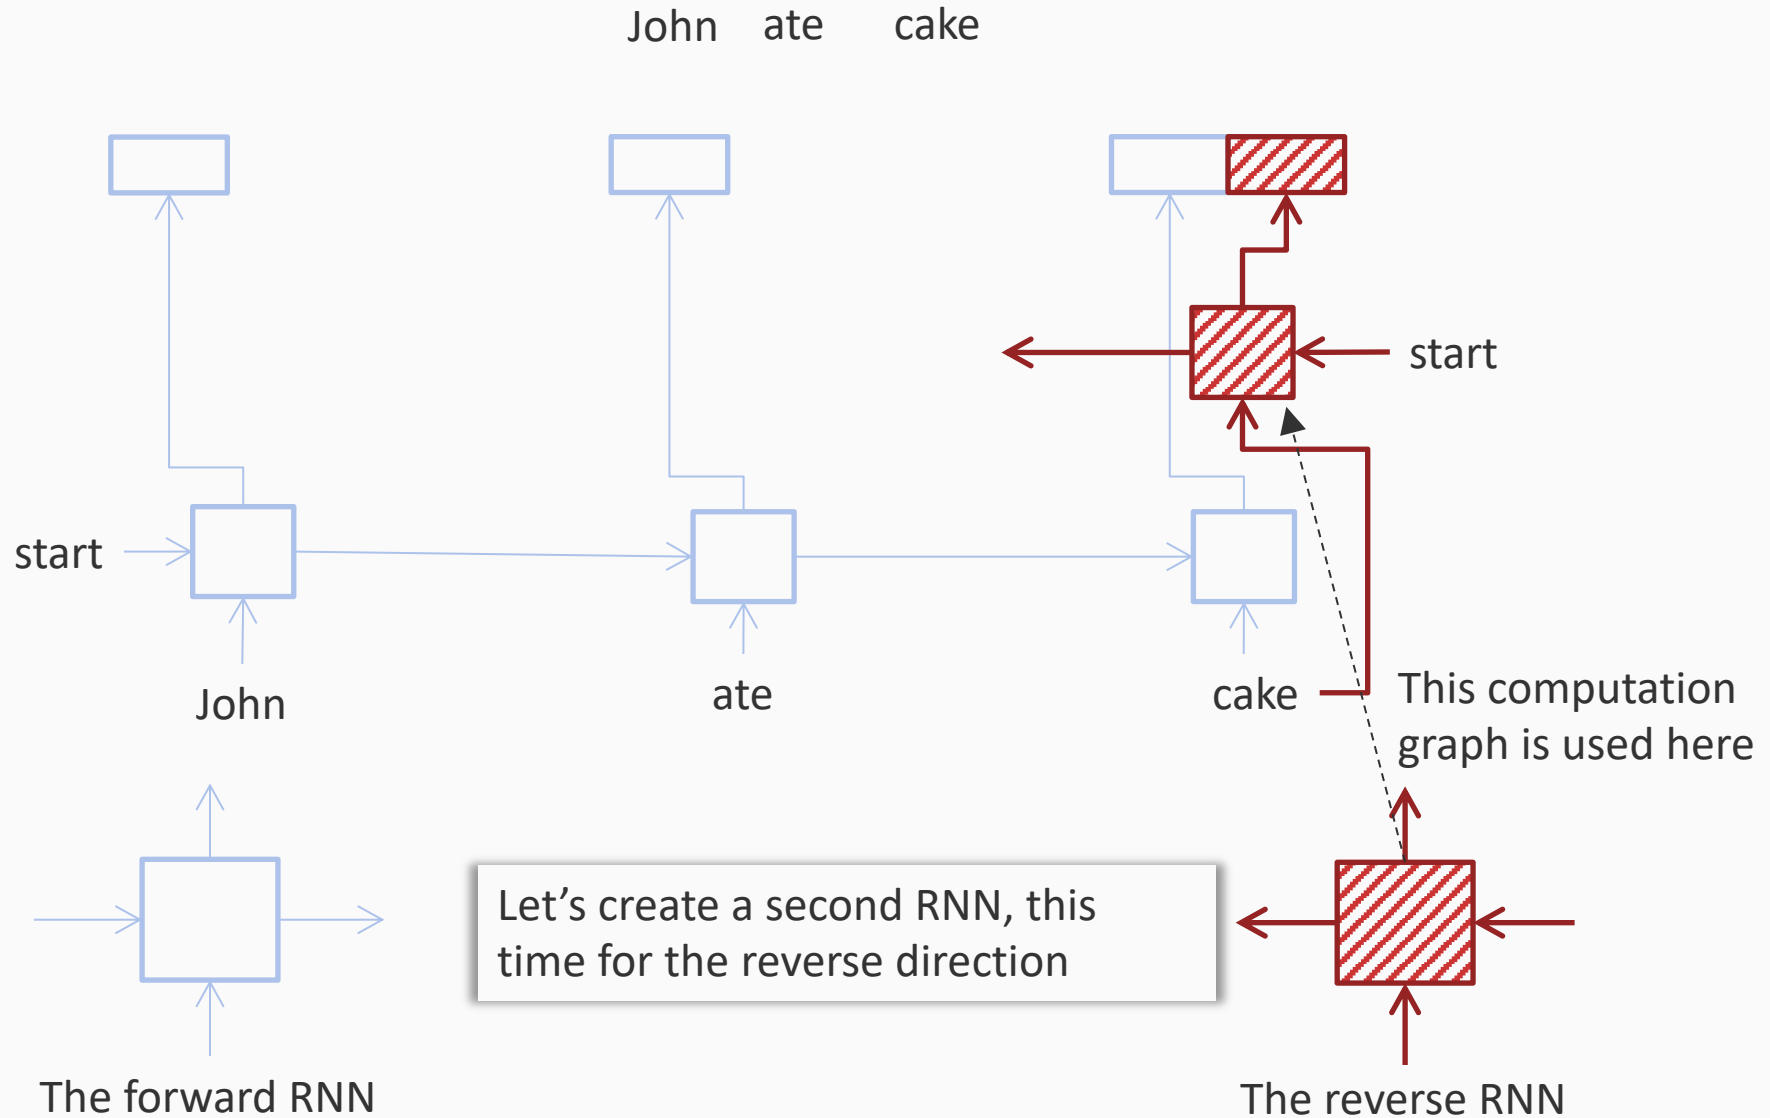 John ate cake
start
start
John
ate
cake
This computation
graph is used here
Let’s create a second RNN, this
time for the reverse direction
The forward RNN
The reverse RNN